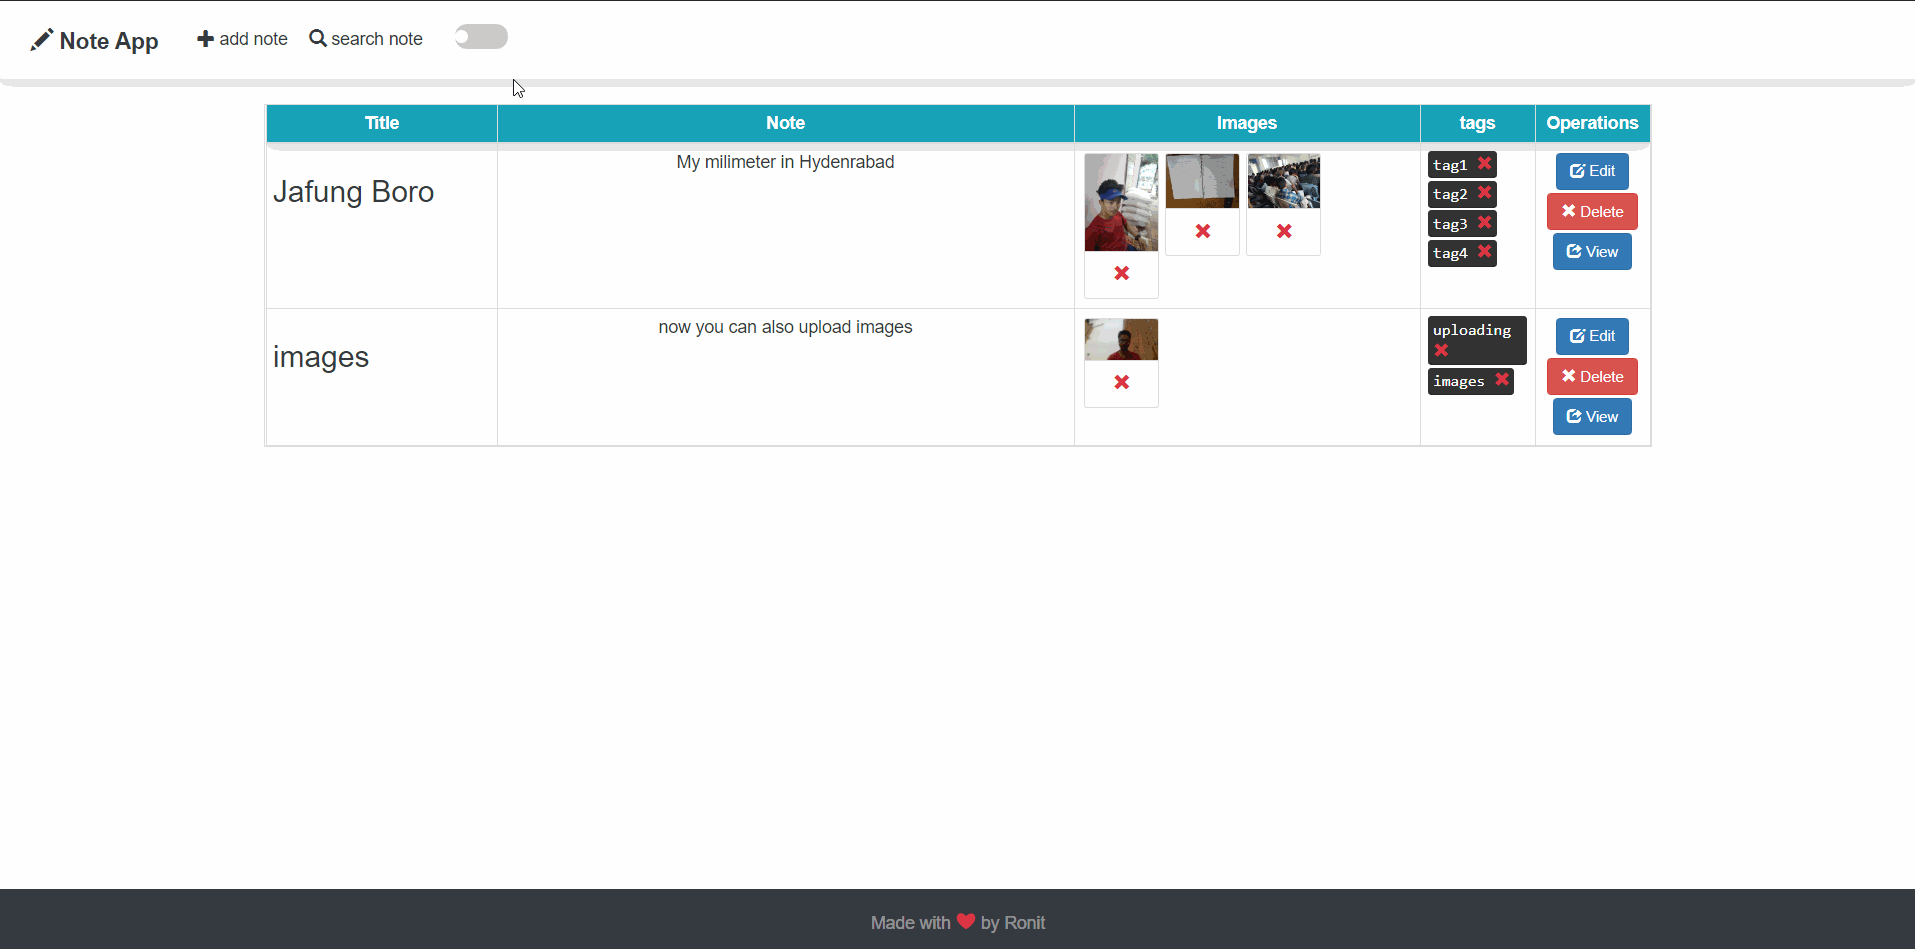 Note App add note search note
Title Note Images tags Operations
Jafung Boro
My milimeter in Hydenrabad
tag1
tag2
tag3
tag4
Edit
Delete
View
images
now you can also upload images
uploading
images
Edit
Delete
View
Made with by Ronit